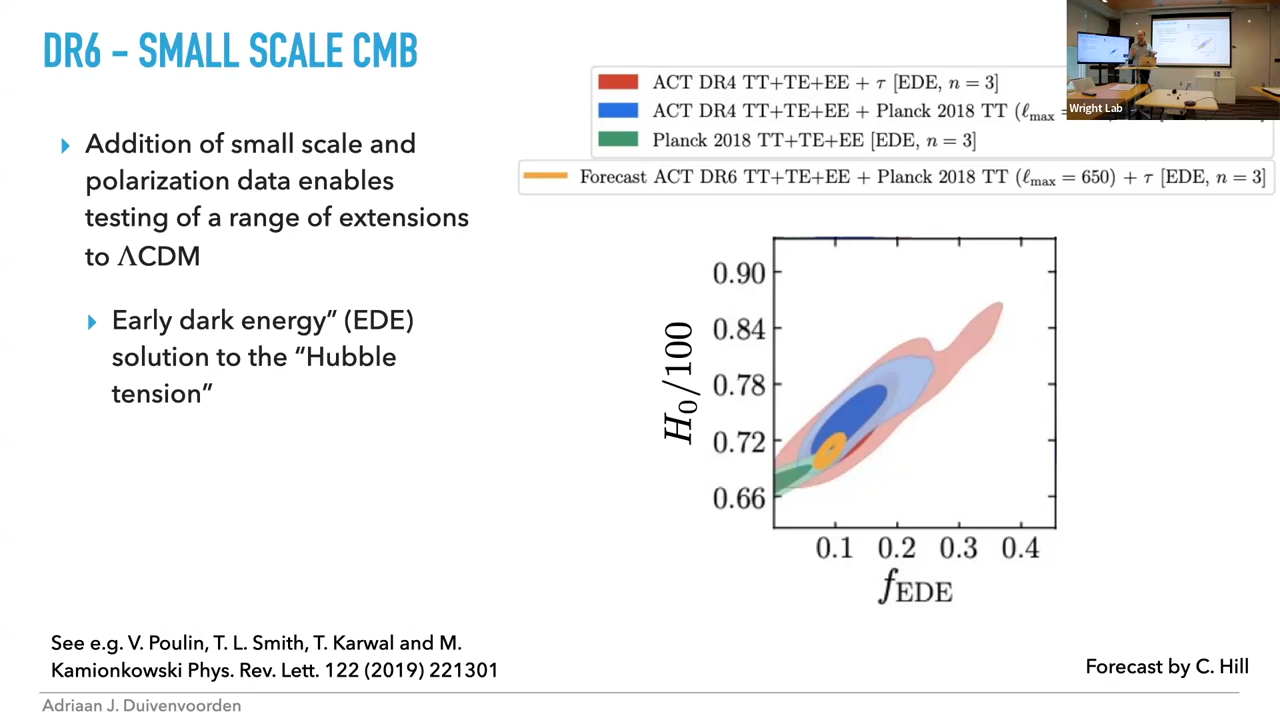 DR6 – SMALL SCALE CMB
Addition of small scale and
polarization data enables
testing of a range of extensions
to ΛCDM
Early dark energy” (EDE)
solution to the “Hubble
tension”
ACT DR4 TT+TE+EE + τ [EDE, n = 3]
ACT DR4 TT+TE+EE + Planck 2018 TT (ℓmax =
Planck 2018 TT+TE+EE [EDE, n = 3]
Forecast ACT DR6 TT+TE+EE + Planck 2018 TT (ℓmax = 650) + τ [EDE, n = 3]
Wright Lab
0.90
0.84
0.78
0.72
0.66
H0/100
0.1 0.2 0.3 0.4
fEDE
See e.g. V. Poulin, T. L. Smith, T. Karwal and M.
Kamionkowski Phys. Rev. Lett. 122 (2019) 221301
Forecast by C. Hill
Adriaan J. Duivenvoorden